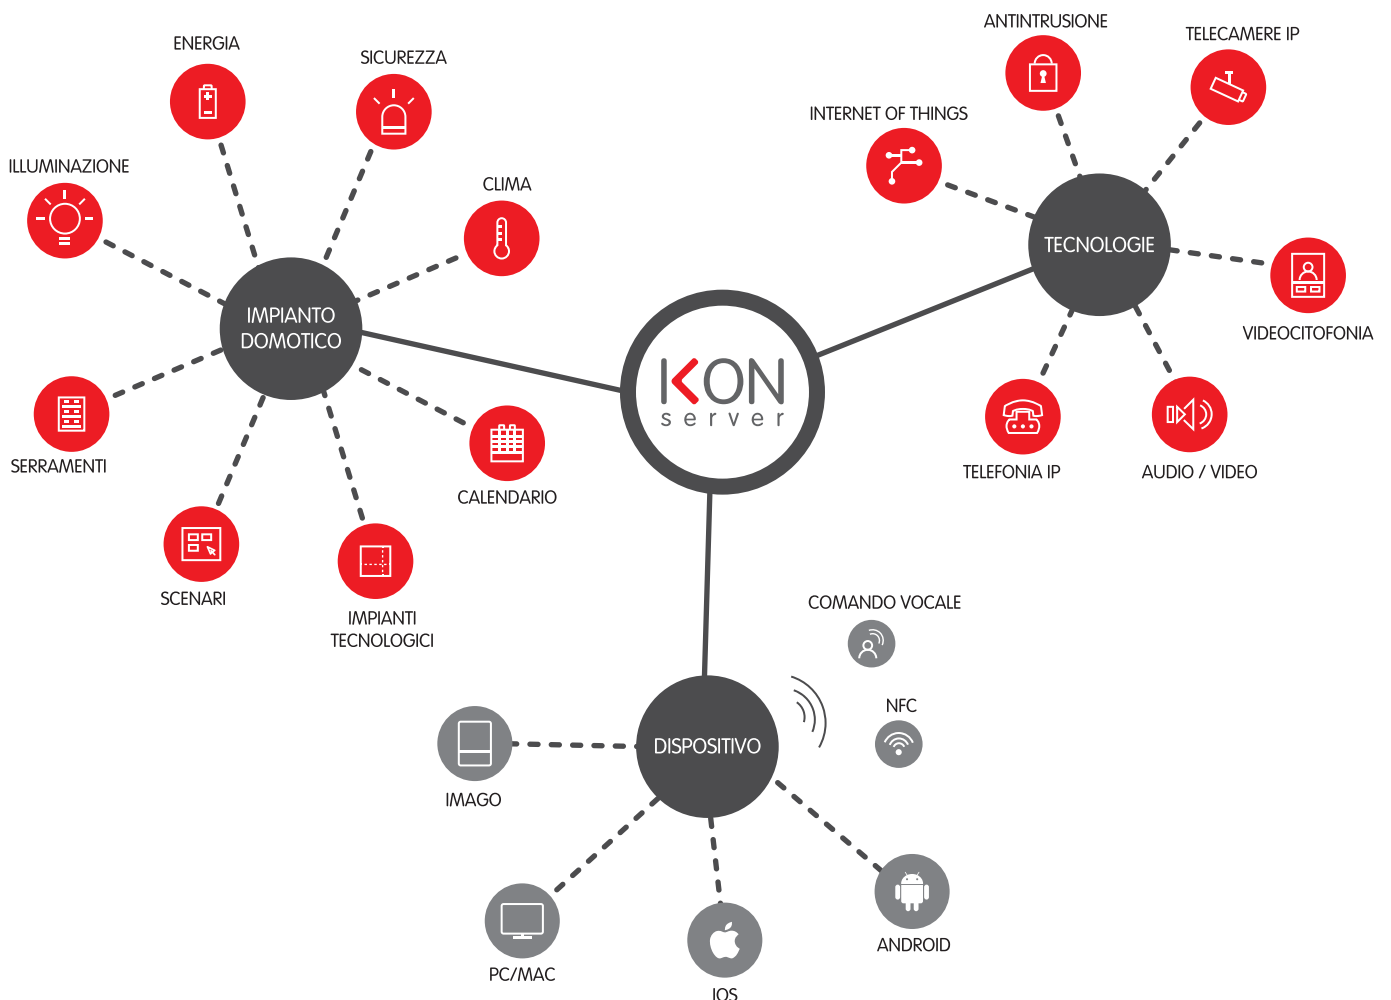 ANTINTRUSIONE
TELECAMERE IP
ENERGIA
SICUREZZA
INTERNET OF THINGS
ILLUMINAZIONE
CLIMA
TECNOLOGIE
IMPIANTO
DOMOTICO
VIDEOCITOFONIA
KON
server
SERRAMENTI
CALENDARIO
TELEFONIA IP
AUDIO / VIDEO
SCENARI
IMPIANTI
TECNOLOGICI
COMANDO VOCALE
NFC
DISPOSITIVO
IMAGO
ANDROID
PC/MAC
IOS